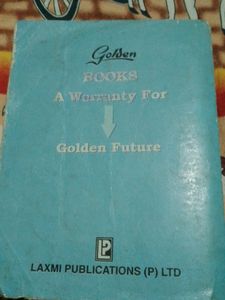 Golden
BOOKS
A Warranty For
Golden Future
LP
LAXMI PUBLICATIONS (P) LTD